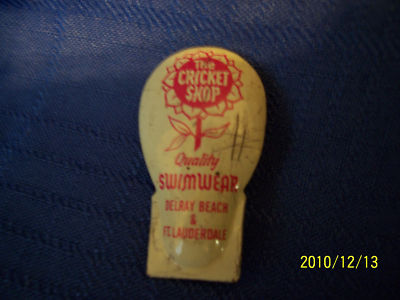 The
CRICKET
SHOP
Quality
SWIMWEAR
DELRAY BEACH
&
FT. LAUDERDALE
2010/12/13